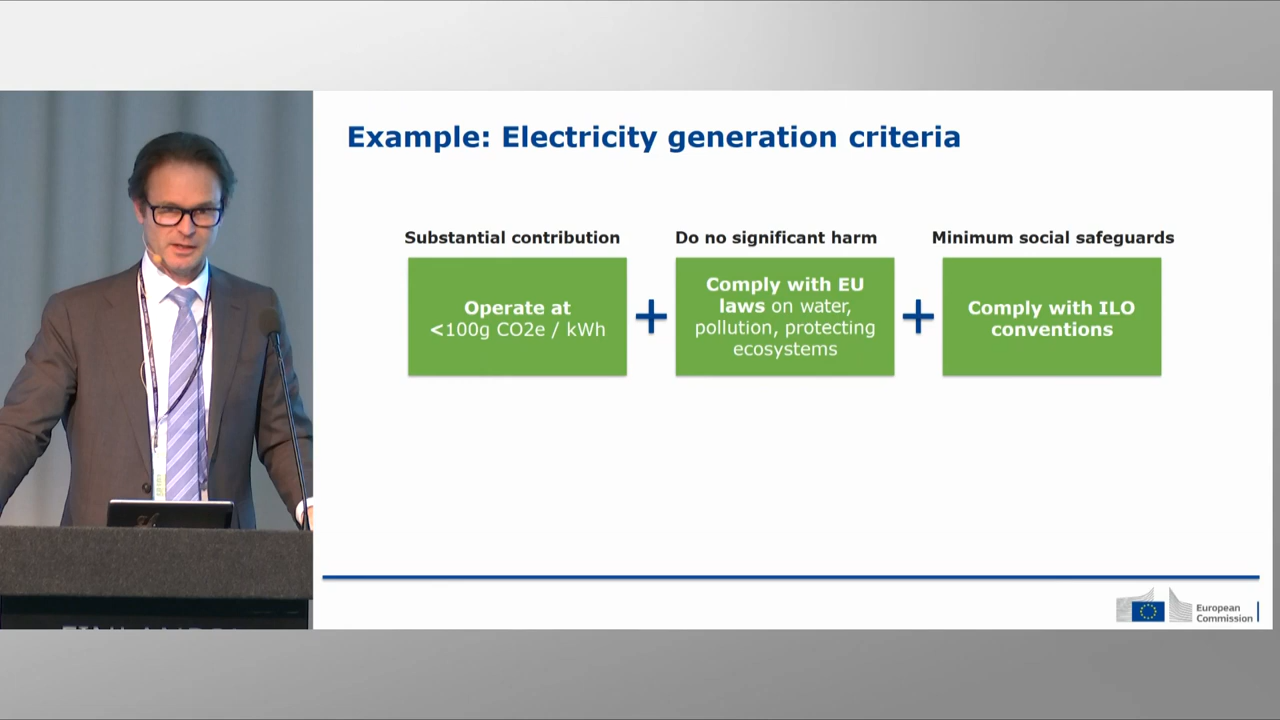 Example: Electricity generation criteria
Substantial contribution
Do no significant harm
Minimum social safeguards
Operate at
<100g CO2e / kWh
+
Comply with EU
laws on water,
pollution, protecting
ecosystems
+
Comply with ILO
conventions
European
Commission